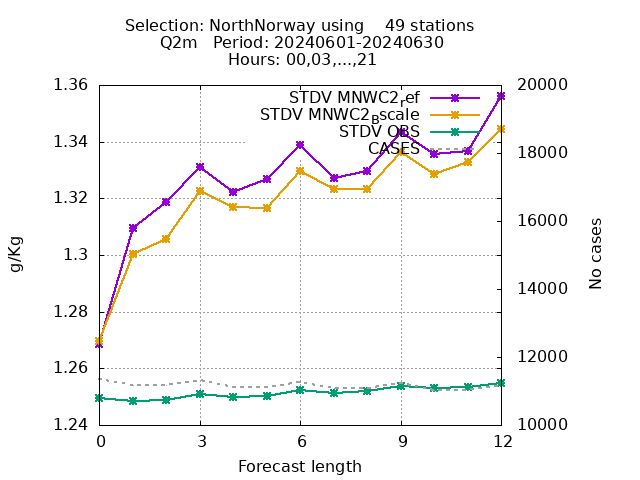 Selection: NorthNorway using    49 stations
Q2m   Period: 20240601-20240630
Hours: 00,03,...,21
1.36
1.34
1.32
1.3
1.28
1.26
1.24
20000
18000
16000
14000
12000
10000
STDV MNWC2ref
STDV MNWC2Bscale
STDV OBS
CASES
g/Kg
No cases
0 3 6 9 12
Forecast length